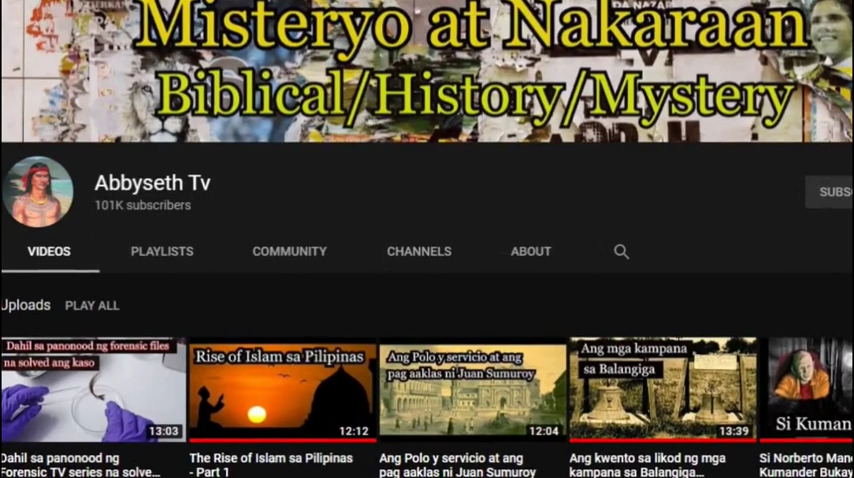 Misteryo at Nakaraan
Biblical/History/Mystery
Abbyseth Tv
101K subscribers
SUBS
VIDEOS PLAYLISTS COMMUNITY CHANNELS ABOUT
Uploads PLAY ALL
Dahil sa panonood ng forensic files
na solved ang kaso
13:03
Rise of Islam sa Pilipinas
12:12
Ang Polo y servicio at ang
pag aaklas ni Juan Sumuroy
12:04
Ang mga kampana
sa Balangiga
13:39
Si Kuman
Dahil sa panonood ng
Forensic TV series na solve...
The Rise of Islam sa Pilipinas
- Part 1
Ang Polo y servicio at ang
pag aaklas ni Juan Sumuroy
Ang kwento sa likod ng mga
kampana sa Balangiga...
Si Norberto Man
Kumander Bukay